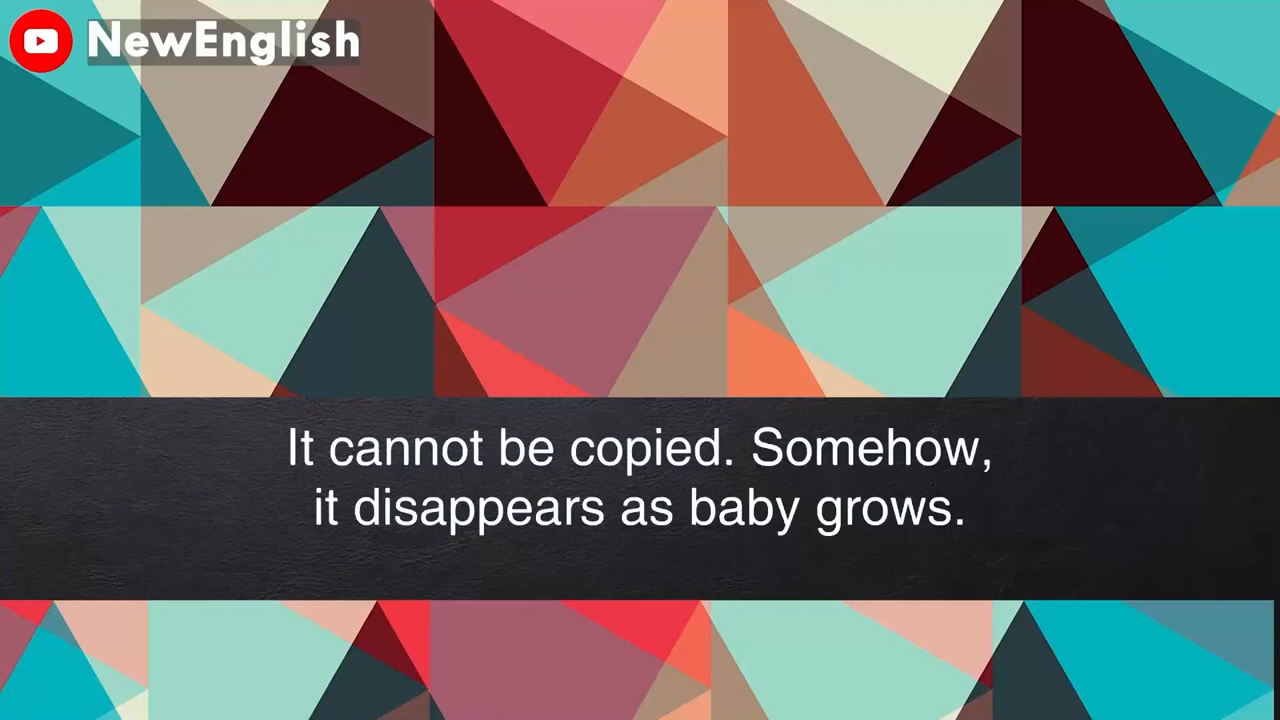 NewEnglish
It cannot be copied. Somehow,
it disappears as baby grows.